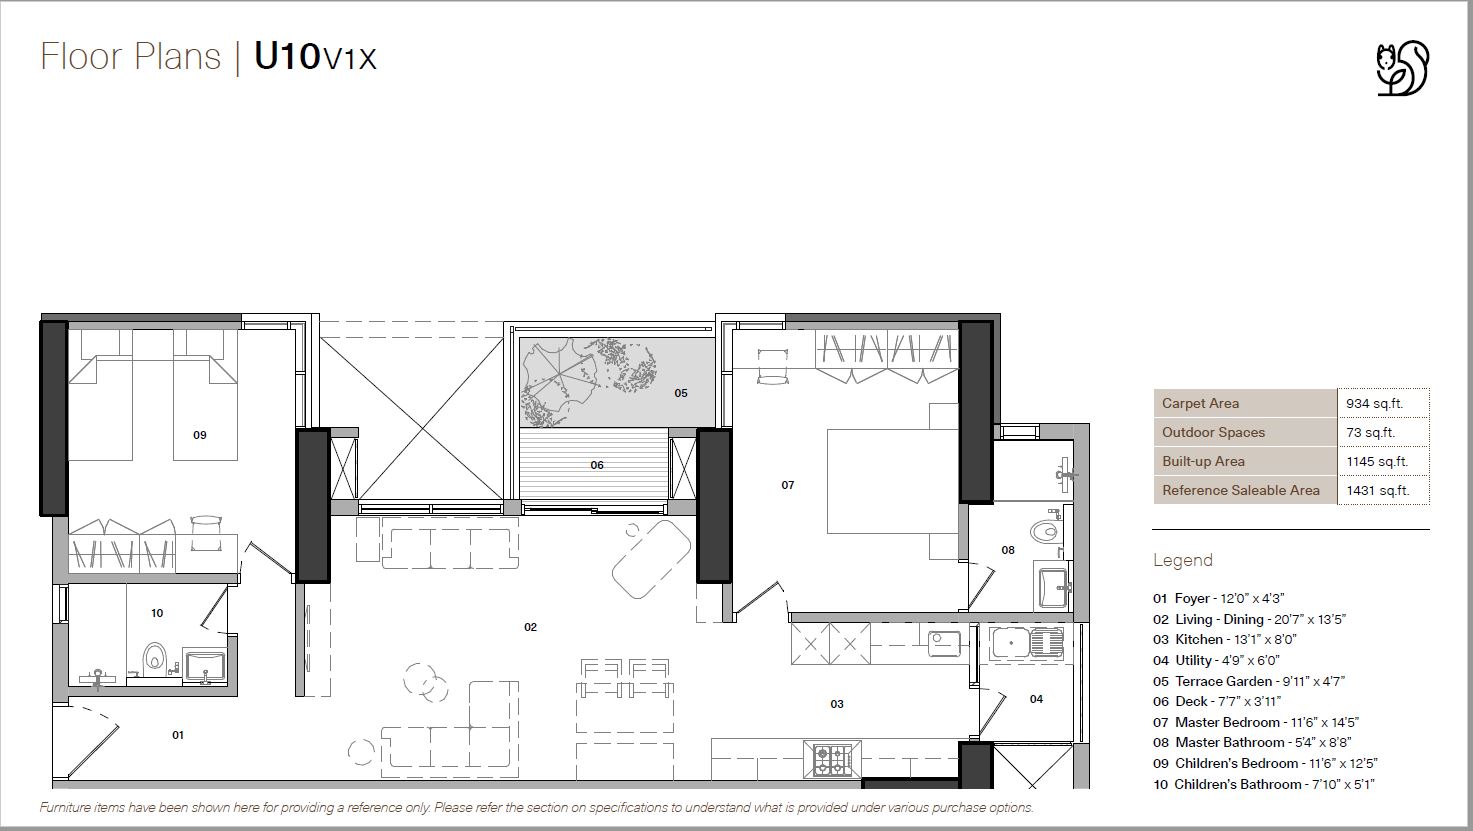 Floor Plans | U10V1X
05
09
06
07
08
10
02
04
03
01
Carpet Area 934 sq.ft.
Outdoor Spaces 73 sq.ft.
Built-up Area 1145 sq.ft.
Reference Saleable Area 1431 sq.ft.
Legend
01 Foyer - 12'0” x 4'3”
02 Living - Dining - 20'7” x 13'5”
03 Kitchen - 13'1” x 8'0”
04 Utility - 4'9” x 6'0”
05 Terrace Garden - 9'11” x 4'7”
06 Deck - 7'7” x 3'11”
07 Master Bedroom - 11'6” x 14'5”
08 Master Bathroom - 5'4” x 8'8”
09 Children's Bedroom - 11'6” x 12'5”
10 Children's Bathroom - 7'10” x 5'1”
Furniture items have been shown here for providing a reference only. Please refer the section on specifications to understand what is provided under various purchase options.